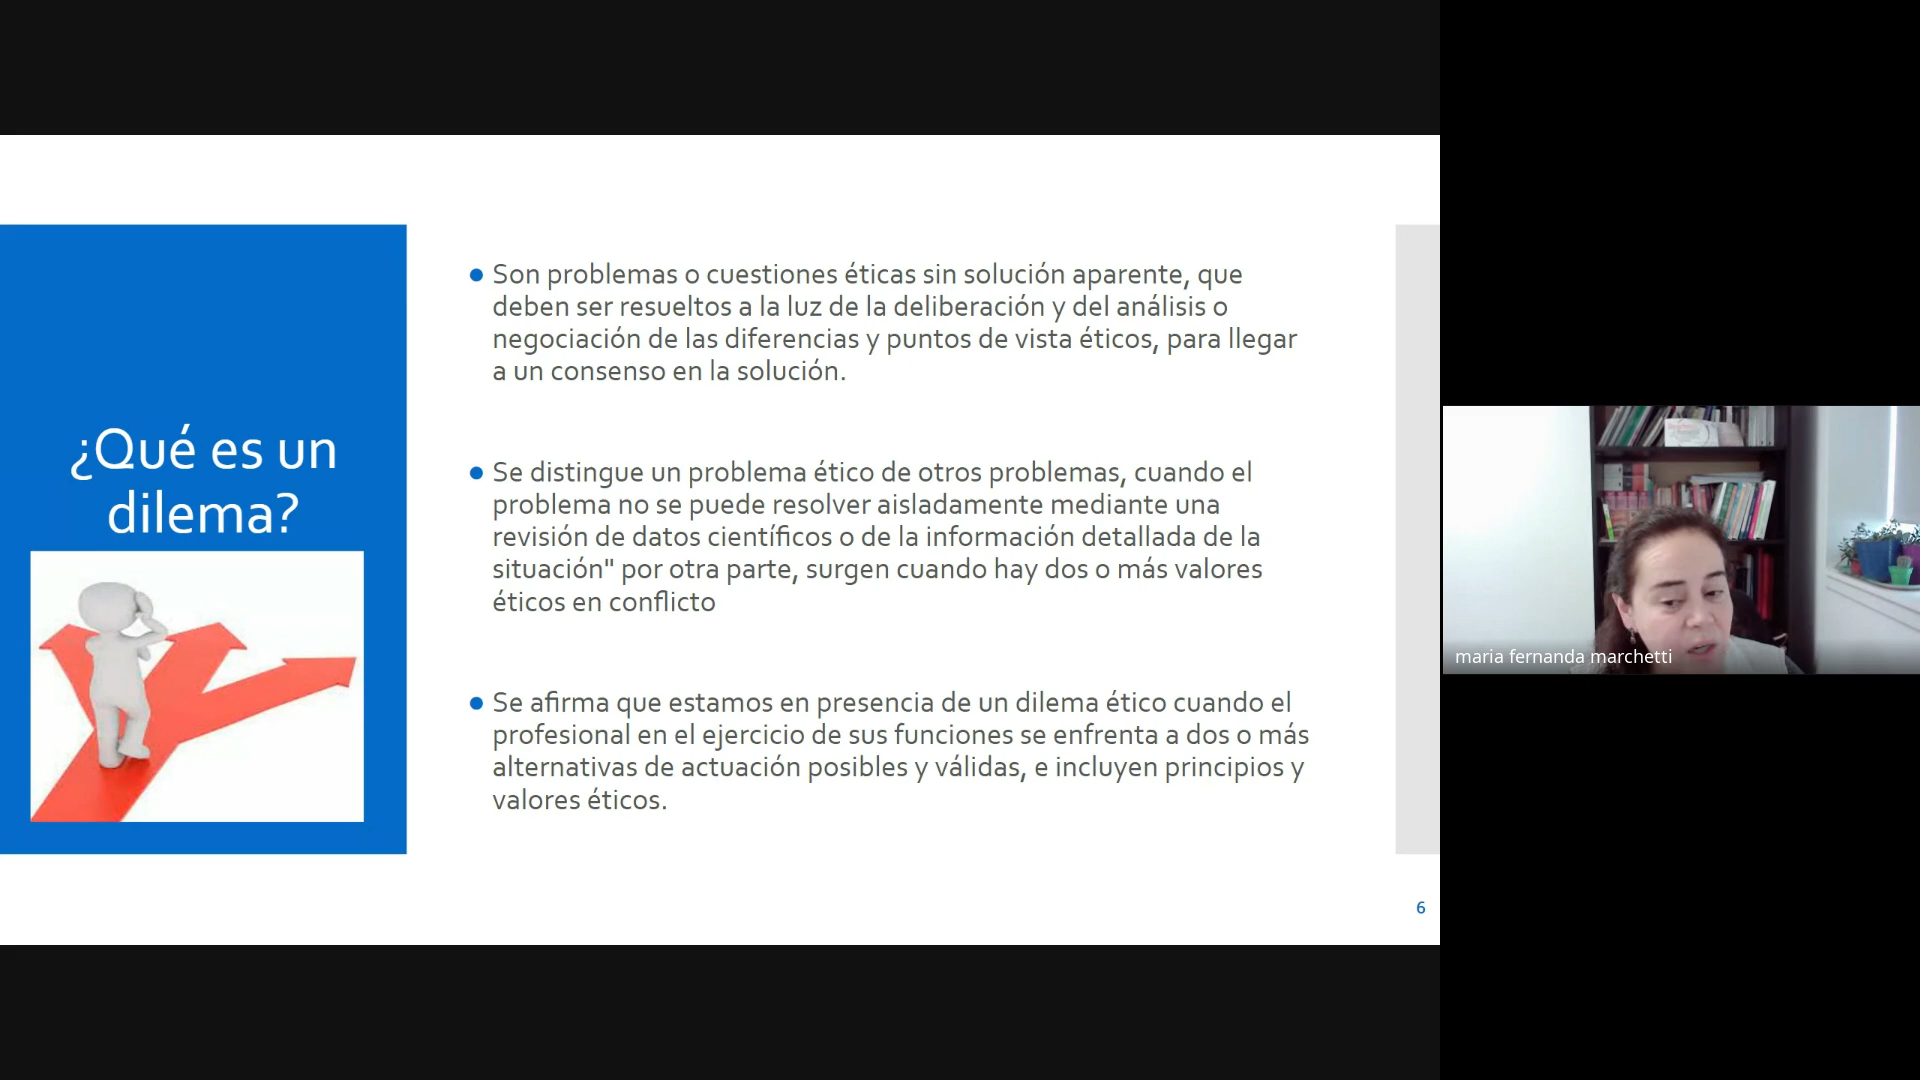 ¿Qué es un
dilema?
● Son problemas o cuestiones éticas sin solución aparente, que
deben ser resueltos a la luz de la deliberación y del análisis o
negociación de las diferencias y puntos de vista éticos, para llegar
a un consenso en la solución.
● Se distingue un problema ético de otros problemas, cuando el
problema no se puede resolver aisladamente mediante una
revisión de datos científicos o de la información detallada de la
situación" por otra parte, surgen cuando hay dos o más valores
éticos en conflicto
● Se afirma que estamos en presencia de un dilema ético cuando el
profesional en el ejercicio de sus funciones se enfrenta a dos o más
alternativas de actuación posibles y válidas, e incluyen principios y
valores éticos.
6
maria fernanda marchetti